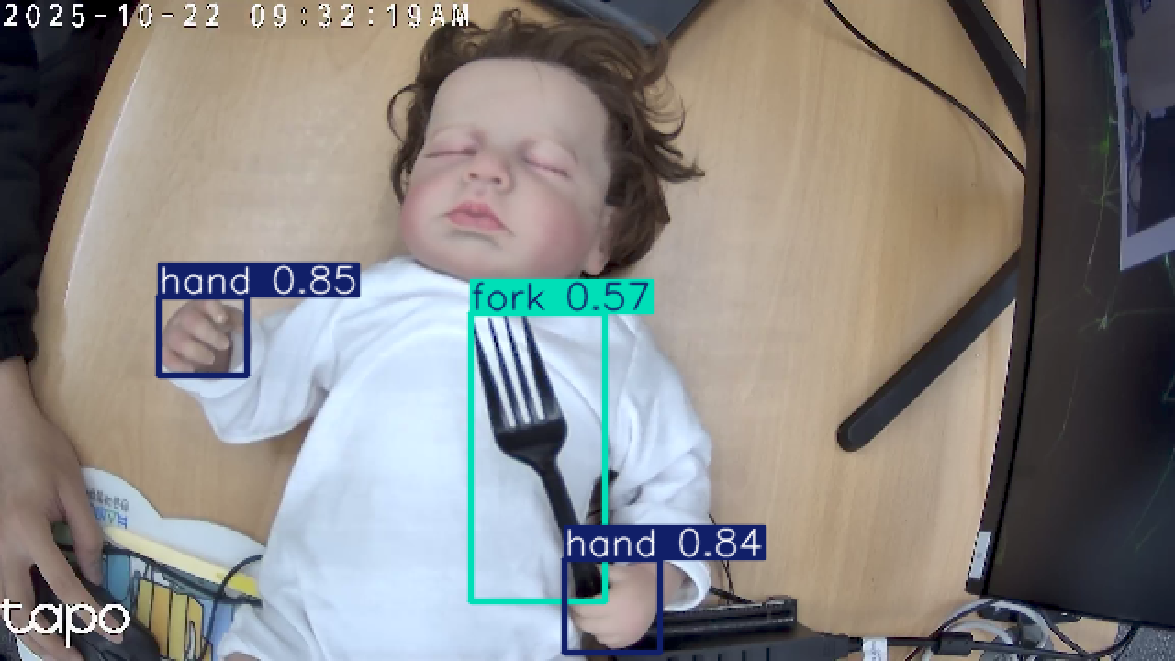 2025-10-22 09:32:19AM
hand 0.85
fork 0.57
hand 0.84
tapo